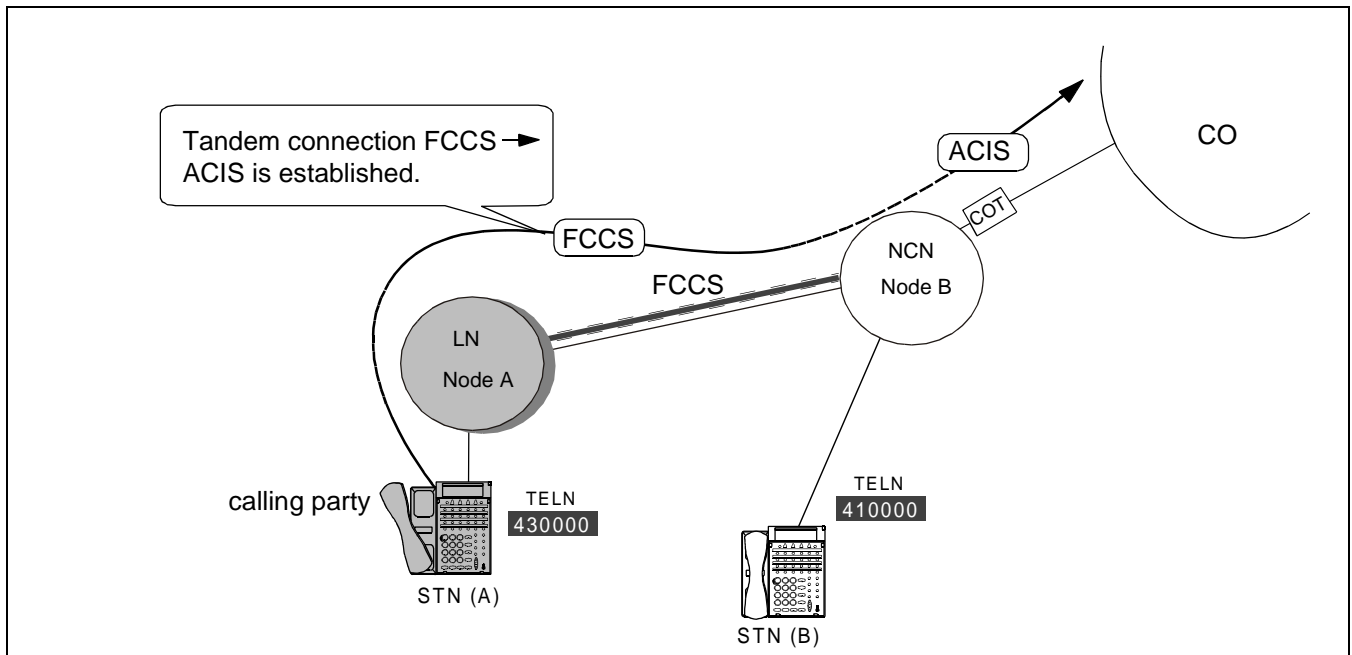 Tandem connection FCCS →
ACIS is established.
CO
ACIS
COT
FCCS
NCN
Node B
FCCS
LN
Node A
calling party
TELN
430000
STN (A)
TELN
410000
STN (B)